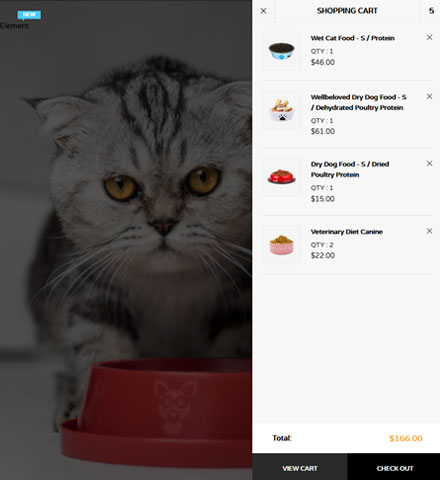 NEW
Element
SHOPPING CART
5
Wet Cat Food - S / Protein
QTY : 1
$46.00
Wellbeloved Dry Dog Food - S
/ Dehydrated Poultry Protein
QTY : 1
$61.00
Dry Dog Food - S / Dried
Poultry Protein
QTY : 1
$15.00
Veterinary Diet Canine
QTY : 2
$22.00
Total:
$166.00
VIEW CART
CHECK OUT